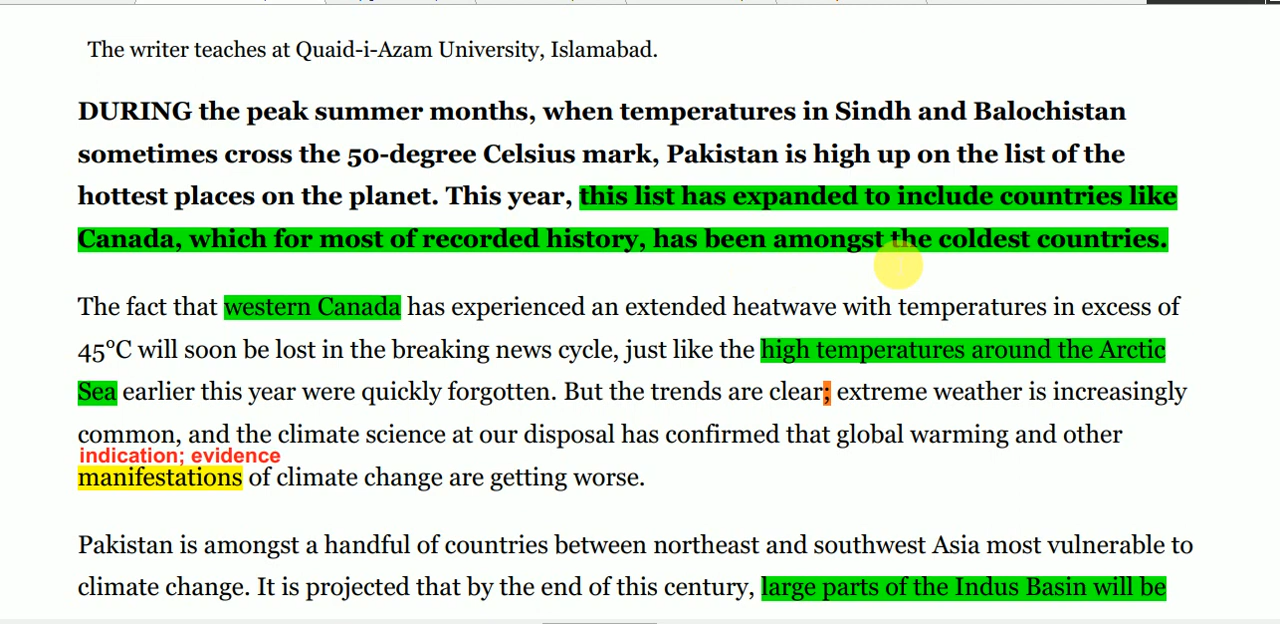 The writer teaches at Quaid-i-Azam University, Islamabad.
DURING the peak summer months, when temperatures in Sindh and Balochistan
sometimes cross the 50-degree Celsius mark, Pakistan is high up on the list of the
hottest places on the planet. This year, this list has expanded to include countries like
Canada, which for most of recorded history, has been amongst the coldest countries.
The fact that western Canada has experienced an extended heatwave with temperatures in excess of
45°C will soon be lost in the breaking news cycle, just like the high temperatures around the Arctic
Sea earlier this year were quickly forgotten. But the trends are clear; extreme weather is increasingly
common, and the climate science at our disposal has confirmed that global warming and other
indication; evidence
manifestations of climate change are getting worse.
Pakistan is amongst a handful of countries between northeast and southwest Asia most vulnerable to
climate change. It is projected that by the end of this century, large parts of the Indus Basin will be